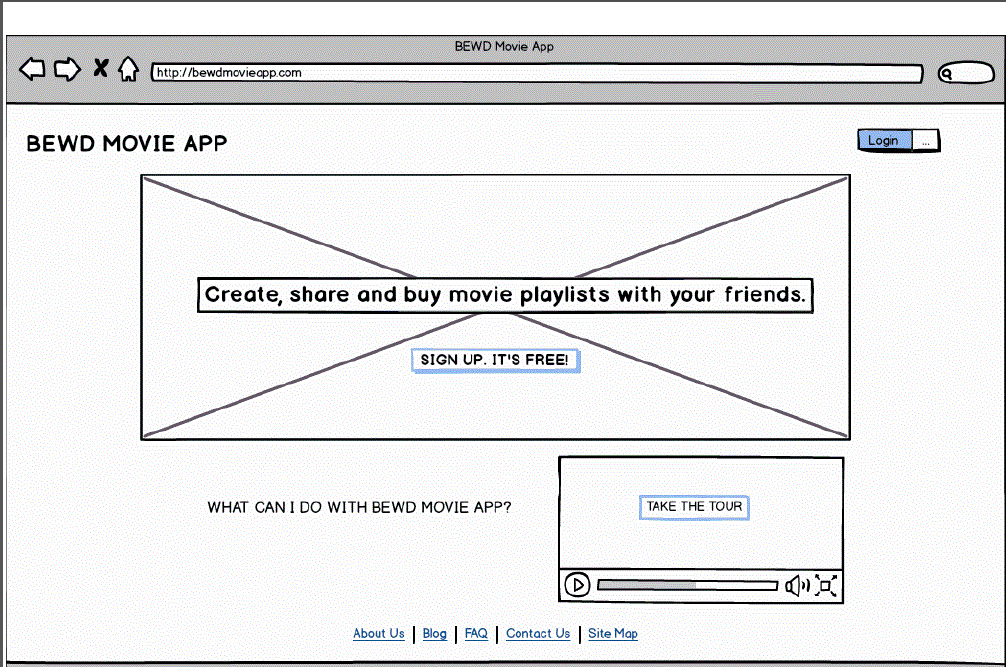 BEWD Movie App
http://bewdmovieapp.com
BEWD MOVIE APP
Login ...
Create, share and buy movie playlists with your friends.
SIGN UP. IT'S FREE!
WHAT CAN I DO WITH BEWD MOVIE APP?
TAKE THE TOUR
About Us | Blog | FAQ | Contact Us | Site Map